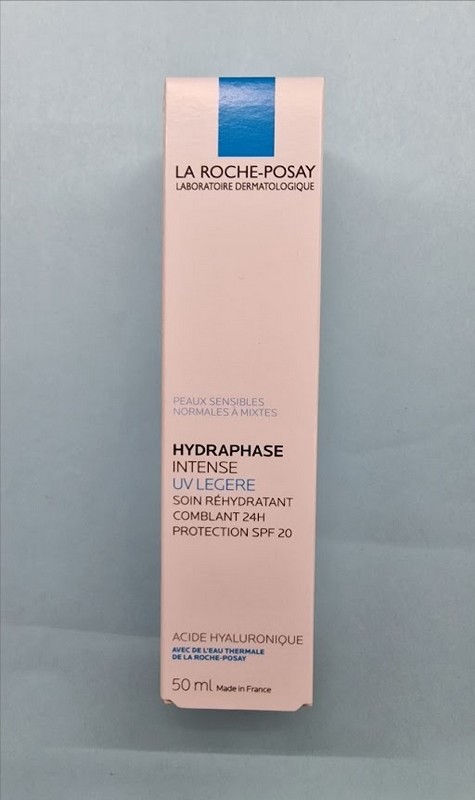 LA ROCHE-POSAY
LABORATOIRE DERMATOLOGIQUE
PEAUX SENSIBLES
NORMALES À MIXTES
HYDRAPHASE
INTENSE
UV LEGERE
SOIN RÉHYDRATANT
COMBLANT 24H
PROTECTION SPF 20
ACIDE HYALURONIQUE
AVEC DE L'EAU THERMALE
DE LA ROCHE-POSAY
50 ml Made in France